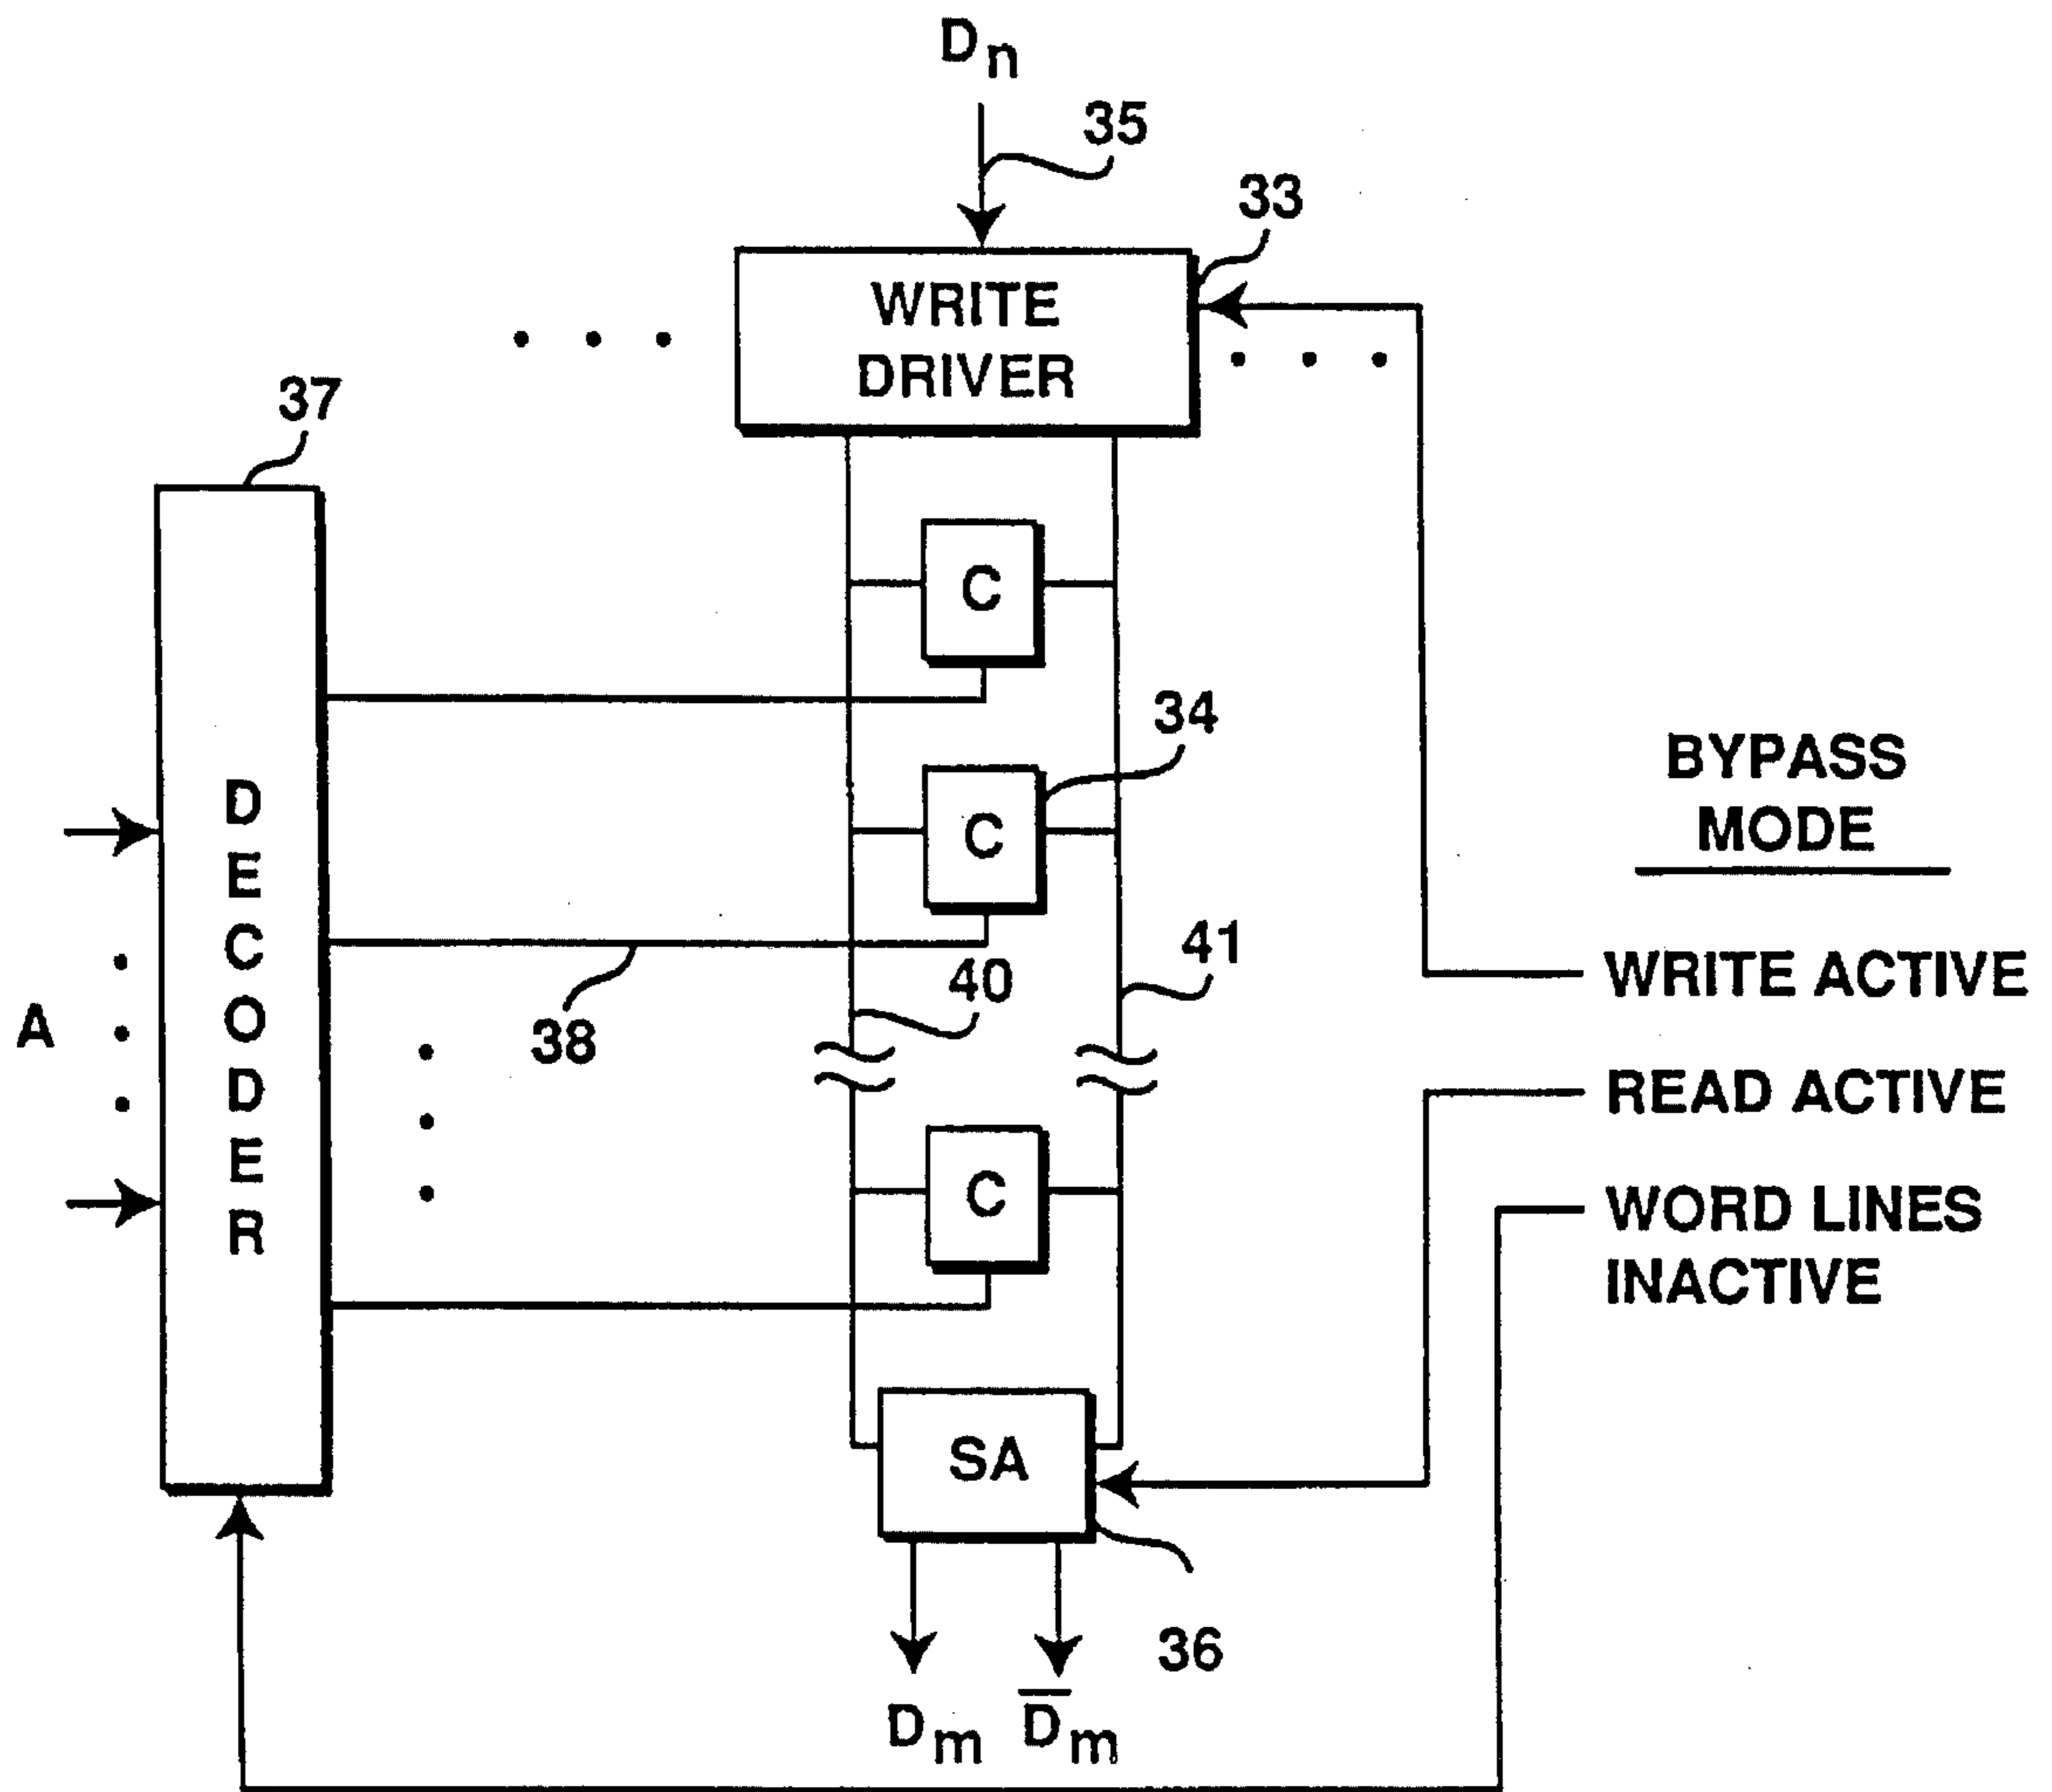 Dn
35
33
WRITE
DRIVER
37
C
34
C
DECODER
A
38
40
41
C
SA
36
Dm D̅m
BYPASS
MODE
WRITE ACTIVE
READ ACTIVE
WORD LINES
INACTIVE